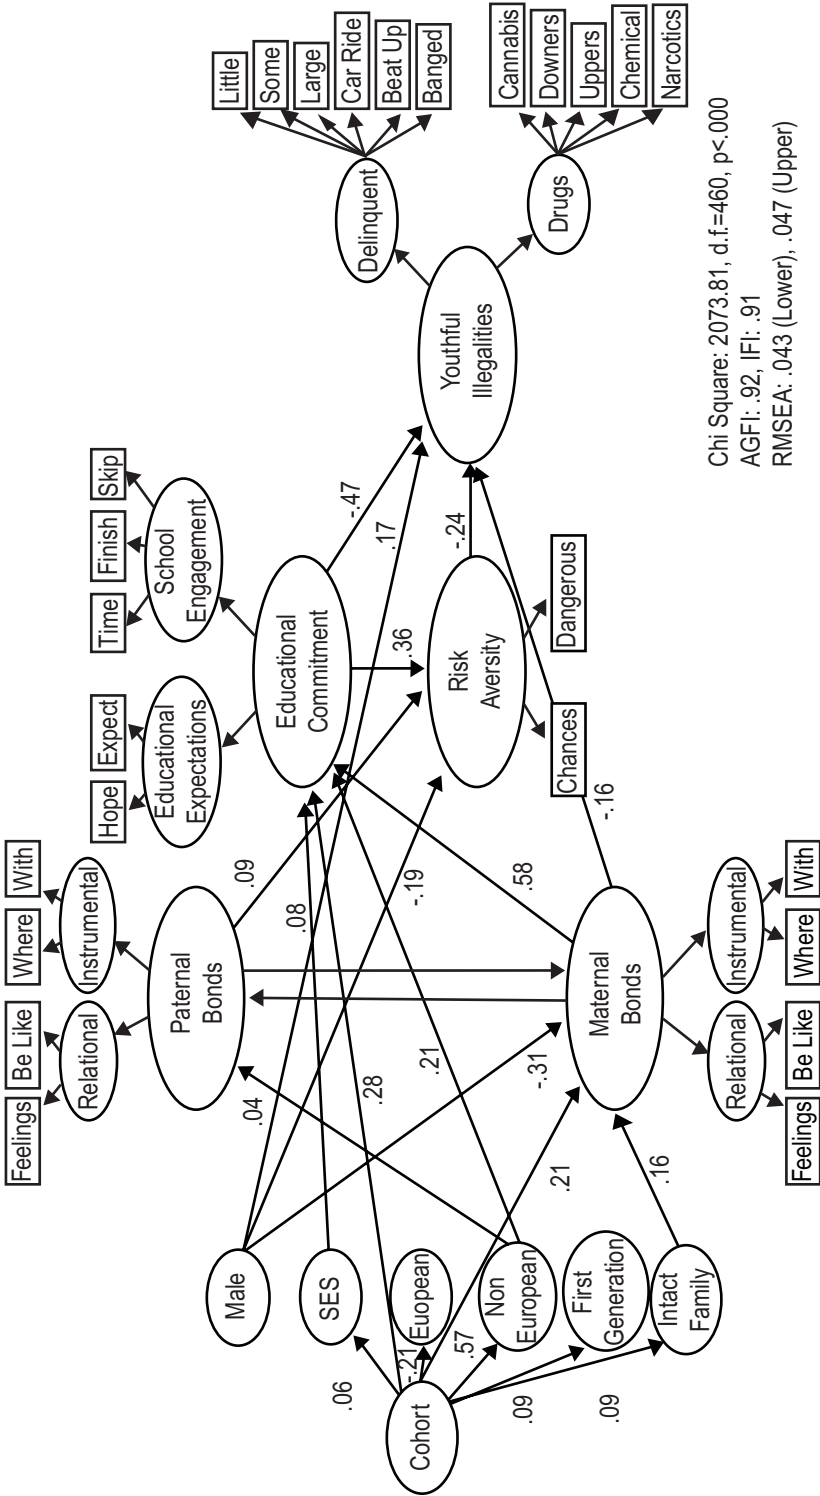 Feelings
Be Like
Where
With
Relational
Instrumental
Paternal
Bonds
Hope
Expect
Time
Finish
Skip
Educational
Expectations
School
Engagement
Educational
Commitment
Male
SES
Euopean
Non
European
First
Generation
Intact
Family
Cohort
.06
-.21
.57
.09
.09
.04
.08
.28
.21
.21
.16
-.31
.09
-.19
.58
.36
-.47
.17
-.24
-.16
Risk
Aversity
Chances
Dangerous
Maternal
Bonds
Relational
Instrumental
Feelings
Be Like
Where
With
Youthful
Illegalities
Delinquent
Drugs
Little
Some
Large
Car Ride
Beat Up
Banged
Cannabis
Downers
Uppers
Chemical
Narcotics
Chi Square: 2073.81, d.f.=460, p<.000
AGFI: .92, IFI: .91
RMSEA: .043 (Lower), .047 (Upper)